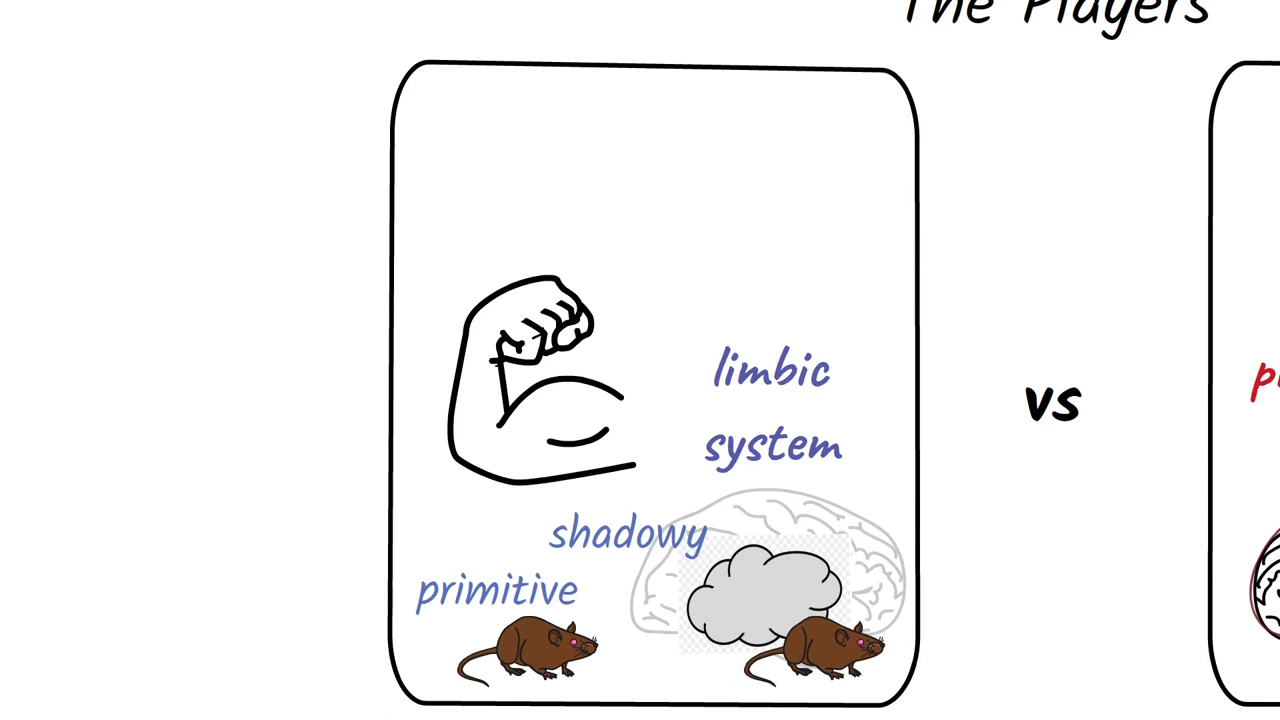 The Players
limbic
system
vs
shadowy
primitive